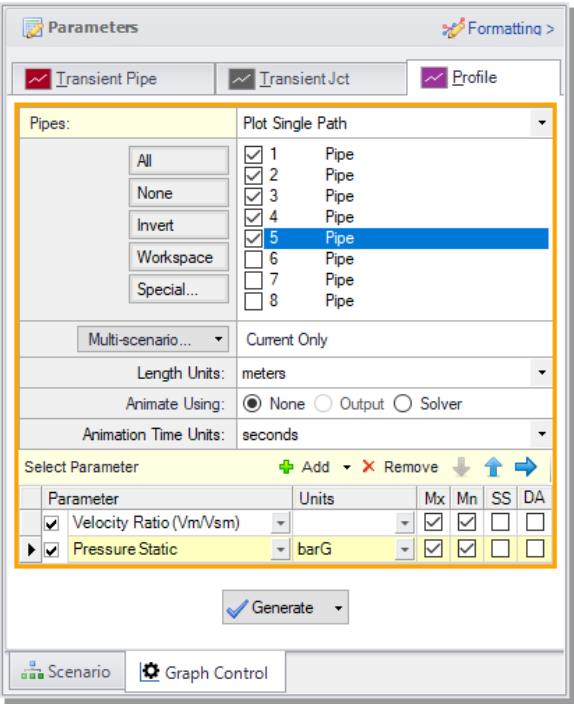 Parameters
Formatting >
Transient Pipe
Transient Jct
Profile
Pipes:
Plot Single Path
All
None
Invert
Workspace
Special...
1 Pipe
2 Pipe
3 Pipe
4 Pipe
5 Pipe
6 Pipe
7 Pipe
8 Pipe
Multi-scenario...
Current Only
Length Units:
meters
Animate Using:
None Output Solver
Animation Time Units:
seconds
Select Parameter
Add
Remove
Parameter Units Mx Mn SS DA
Velocity Ratio (Vm/Vsm)
Pressure Static barG
Generate
Scenario
Graph Control